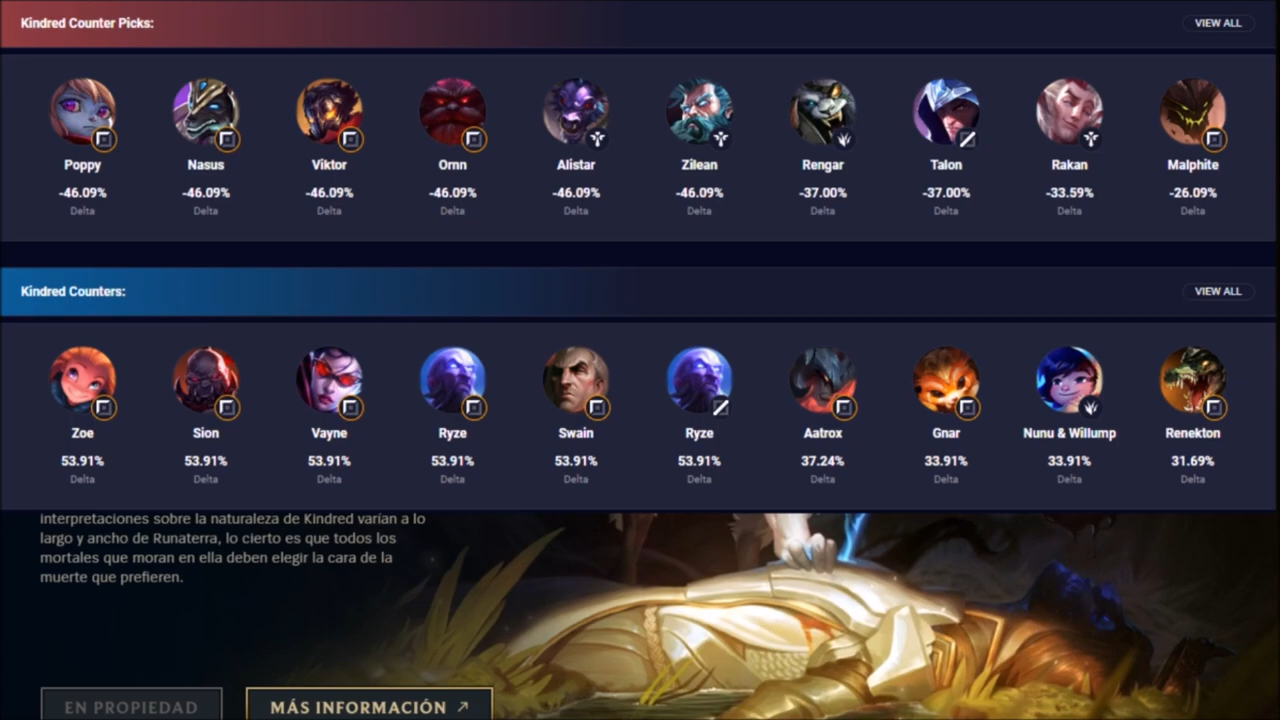 Kindred Counter Picks:
VIEW ALL
Poppy Nasus Viktor Ornn Alistar Zilean Rengar Talon Rakan Malphite
-46.09% -46.09% -46.09% -46.09% -46.09% -46.09% -37.00% -37.00% -33.59% -26.09%
Delta Delta Delta Delta Delta Delta Delta Delta Delta Delta
Kindred Counters:
VIEW ALL
Zoe Sion Vayne Ryze Swain Ryze Aatrox Gnar Nunu & Willump Renekton
53.91% 53.91% 53.91% 53.91% 53.91% 53.91% 37.24% 33.91% 33.91% 31.69%
Delta Delta Delta Delta Delta Delta Delta Delta Delta Delta
interpretaciones sobre la naturaleza de Kindred varían a lo
largo y ancho de Runaterra, lo cierto es que todos los
mortales que moran en ella deben elegir la cara de la
muerte que prefieren.
EN PROPIEDAD
MÁS INFORMACIÓN